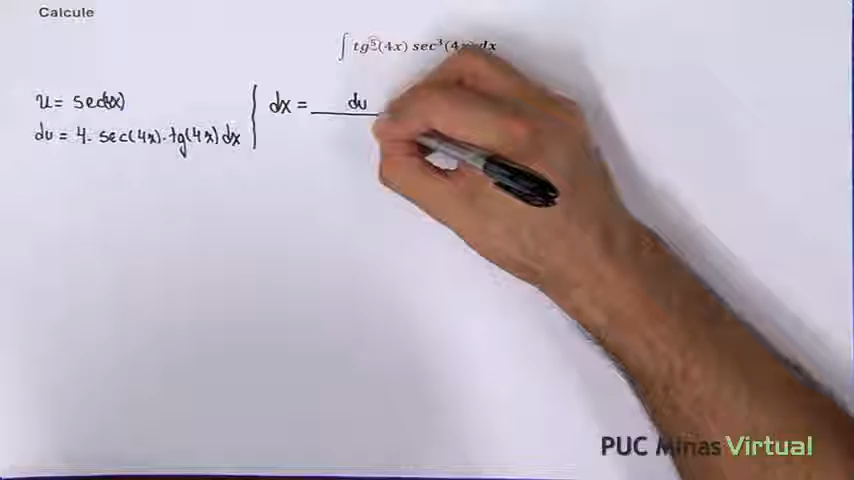 Calcule
∫ tg⁵(4x) sec³(4x) dx
u = sec(4x)
dx = du
du = 4. sec(4x). tg(4x) dx
PUC Minas Virtual